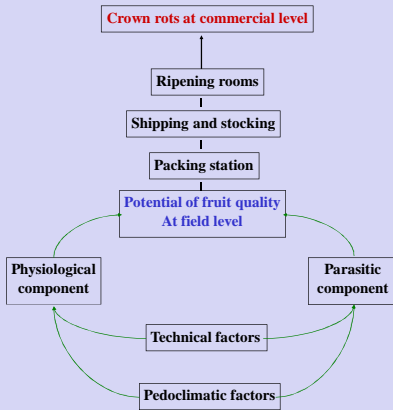 Crown rots at commercial level
Ripening rooms
Shipping and stocking
Packing station
Potential of fruit quality
At field level
Physiological
component
Parasitic
component
Technical factors
Pedoclimatic factors